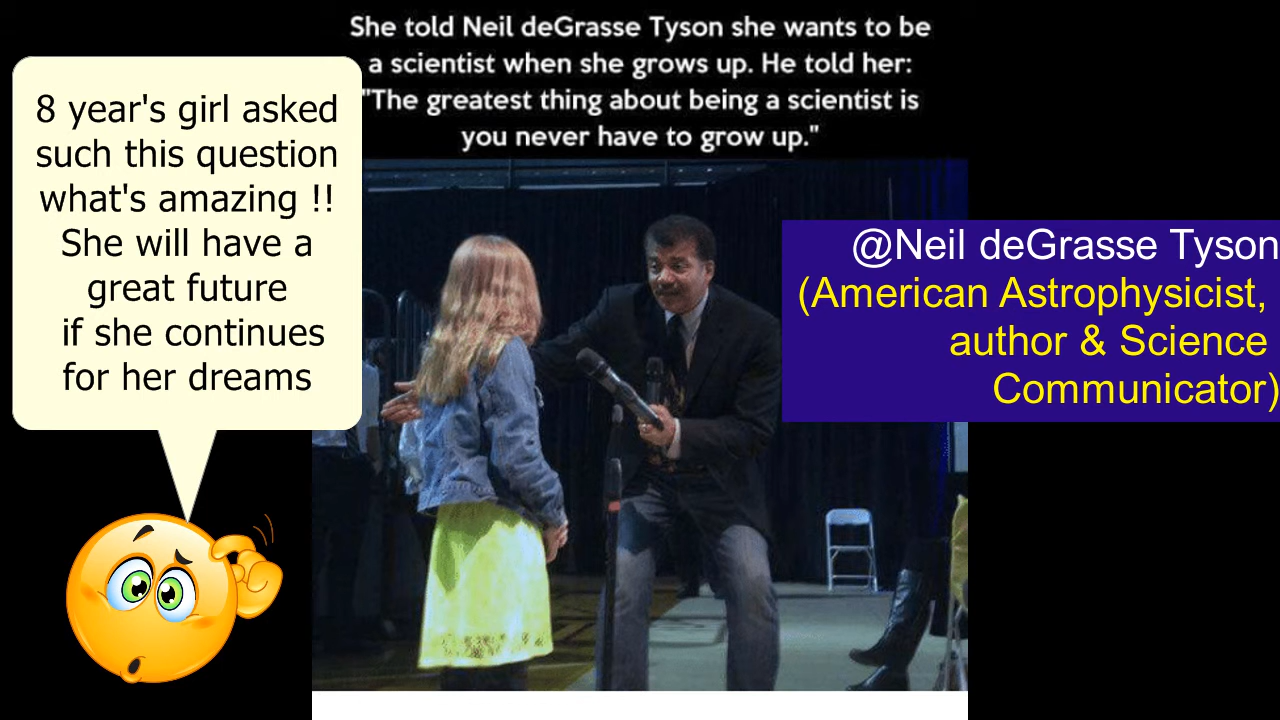 She told Neil deGrasse Tyson she wants to be
a scientist when she grows up. He told her:
"The greatest thing about being a scientist is
you never have to grow up."
8 year's girl asked
such this question
what's amazing !!
She will have a
great future
if she continues
for her dreams
@Neil deGrasse Tyson
(American Astrophysicist,
author & Science
Communicator)